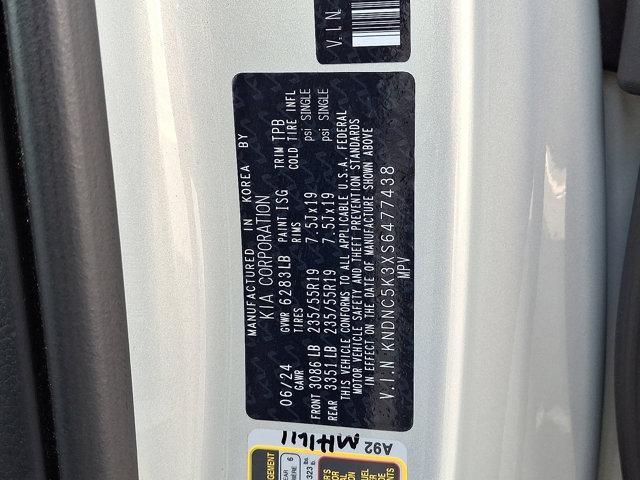 V.I.N
MANUFACTURED IN KOREA BY
KIA CORPORATION
06/24 GVWR 6283LB PAINT ISG TRIM TPB
GAWR TIRES RIMS COLD TIRE INFL
FRONT 3086LB 235/55R19 7.5Jx19 psi SINGLE
REAR 3351LB 235/55R19 7.5Jx19 psi SINGLE
THIS VEHICLE CONFORMS TO ALL APPLICABLE U.S.A. FEDERAL
MOTOR VEHICLE SAFETY AND THEFT PREVENTION STANDARDS
IN EFFECT ON THE DATE OF MANUFACTURE SHOWN ABOVE
V.I.N KNDNC5K3XS6477438
MPV
A92